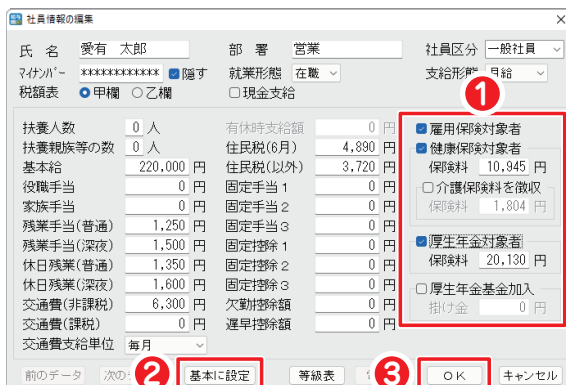 社員情報の編集
氏 名 愛有 太郎 部 署 営業 社員区分 一般社員
マイナンバー ************ 隠す 就業形態 在職 支給形態 月給
税額表 甲欄 乙欄 現金支給
1
扶養人数 0 人 有休時支給額 0 円 雇用保険対象者
扶養親族等の数 0 人 住民税(6月) 4,890 円 健康保険対象者
基本給 220,000 円 住民税(以外) 3,720 円 保険料 10,945 円
役職手当 0 円 固定手当1 0 円 介護保険料を徴収
家族手当 0 円 固定手当2 0 円 保険料 1,804 円
残業手当(普通) 1,250 円 固定手当3 0 円
残業手当(深夜) 1,500 円 固定控除1 0 円 厚生年金対象者
休日残業(普通) 1,350 円 固定控除2 0 円 保険料 20,130 円
休日残業(深夜) 1,600 円 固定控除3 0 円
交通費(非課税) 6,300 円 欠勤控除額 0 円 厚生年金基金加入
交通費(課税) 0 円 遅早控除額 0 円 掛け金 0 円
交通費支給単位 毎月
2 3
前のデータ 次の 基本に設定 等級表 OK キャンセル